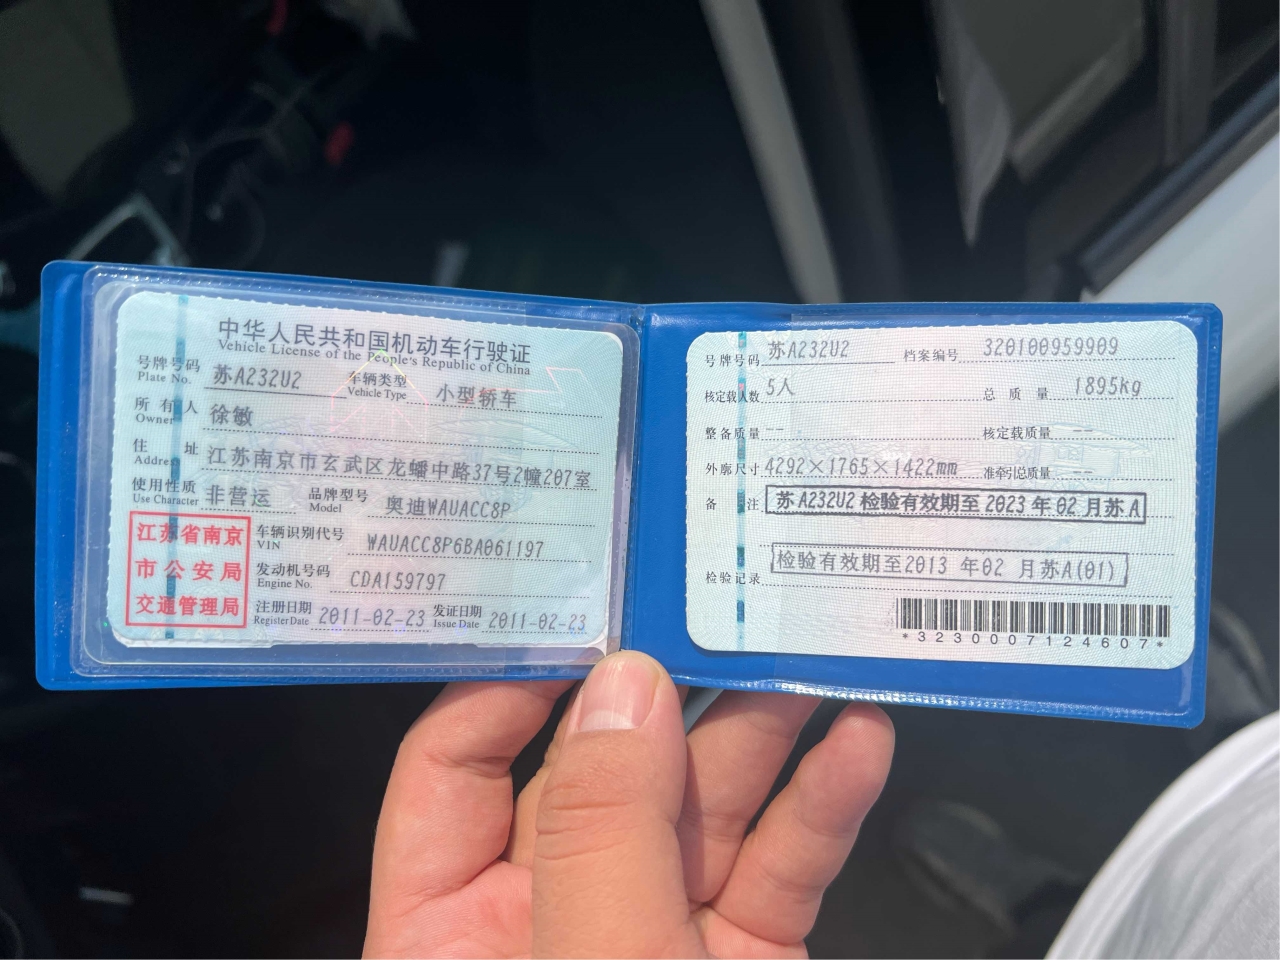 中华人民共和国机动车行驶证
Vehicle License of the People's Republic of China
号牌号码 苏A232U2 车辆类型 小型轿车
Plate No. Vehicle Type
所有人 徐敏
Owner
住址 江苏南京市玄武区龙蟠中路37号2幢207室
Address
使用性质 非营运 品牌型号 奥迪WAUACC8P
Use Character Model
江苏省南京
市公安局
交通管理局
车辆识别代号 WAUACC8P6BA061197
VIN
发动机号码 CDA159797
Engine No.
注册日期 2011-02-23 发证日期 2011-02-23
Register Date Issue Date
号牌号码 苏A232U2 档案编号 320100959909
核定载人数 5人 总质量 1895kg
整备质量 -- 核定载质量 --
外廓尺寸 4292×1765×1422mm 准牵引总质量 --
备注 苏A232U2 检验有效期至 2023 年 02 月苏A
检验记录 检验有效期至2013 年02 月苏A(01)
*3230007124607*